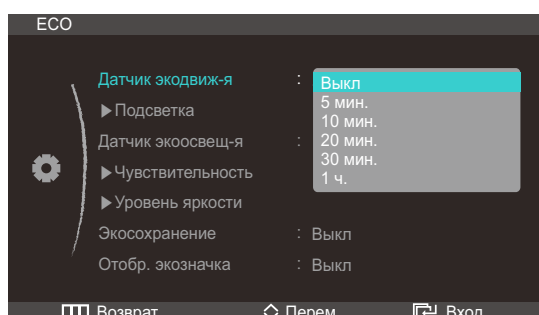 ECO
Датчик экодвиж-я : Выкл
5 мин.
▶Подсветка 10 мин.
Датчик экоосвещ-я : 20 мин.
30 мин.
▶Чувствительность 1 ч.
▶Уровень яркости
Экосохранение : Выкл
Отобр. экозначка : Выкл
Возврат Перем. Вход